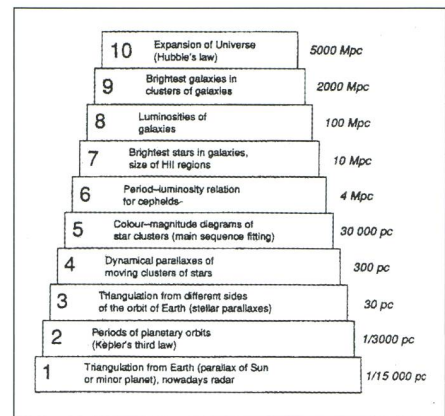 10 Expansion of Universe 5000 Mpc
(Hubble's law)
9 Brightest galaxies in 2000 Mpc
clusters of galaxies
8 Luminosities of 100 Mpc
galaxies
7 Brightest stars in galaxies, 10 Mpc
size of HII regions
6 Period–luminosity relation 4 Mpc
for cepheids
5 Colour–magnitude diagrams of 30 000 pc
star clusters (main sequence fitting)
4 Dynamical parallaxes of 300 pc
moving clusters of stars
3 Triangulation from different sides 30 pc
of the orbit of Earth (stellar parallaxes)
2 Periods of planetary orbits 1/3000 pc
(Kepler's third law)
1 Triangulation from Earth (parallax of Sun 1/15 000 pc
or minor planet), nowadays radar